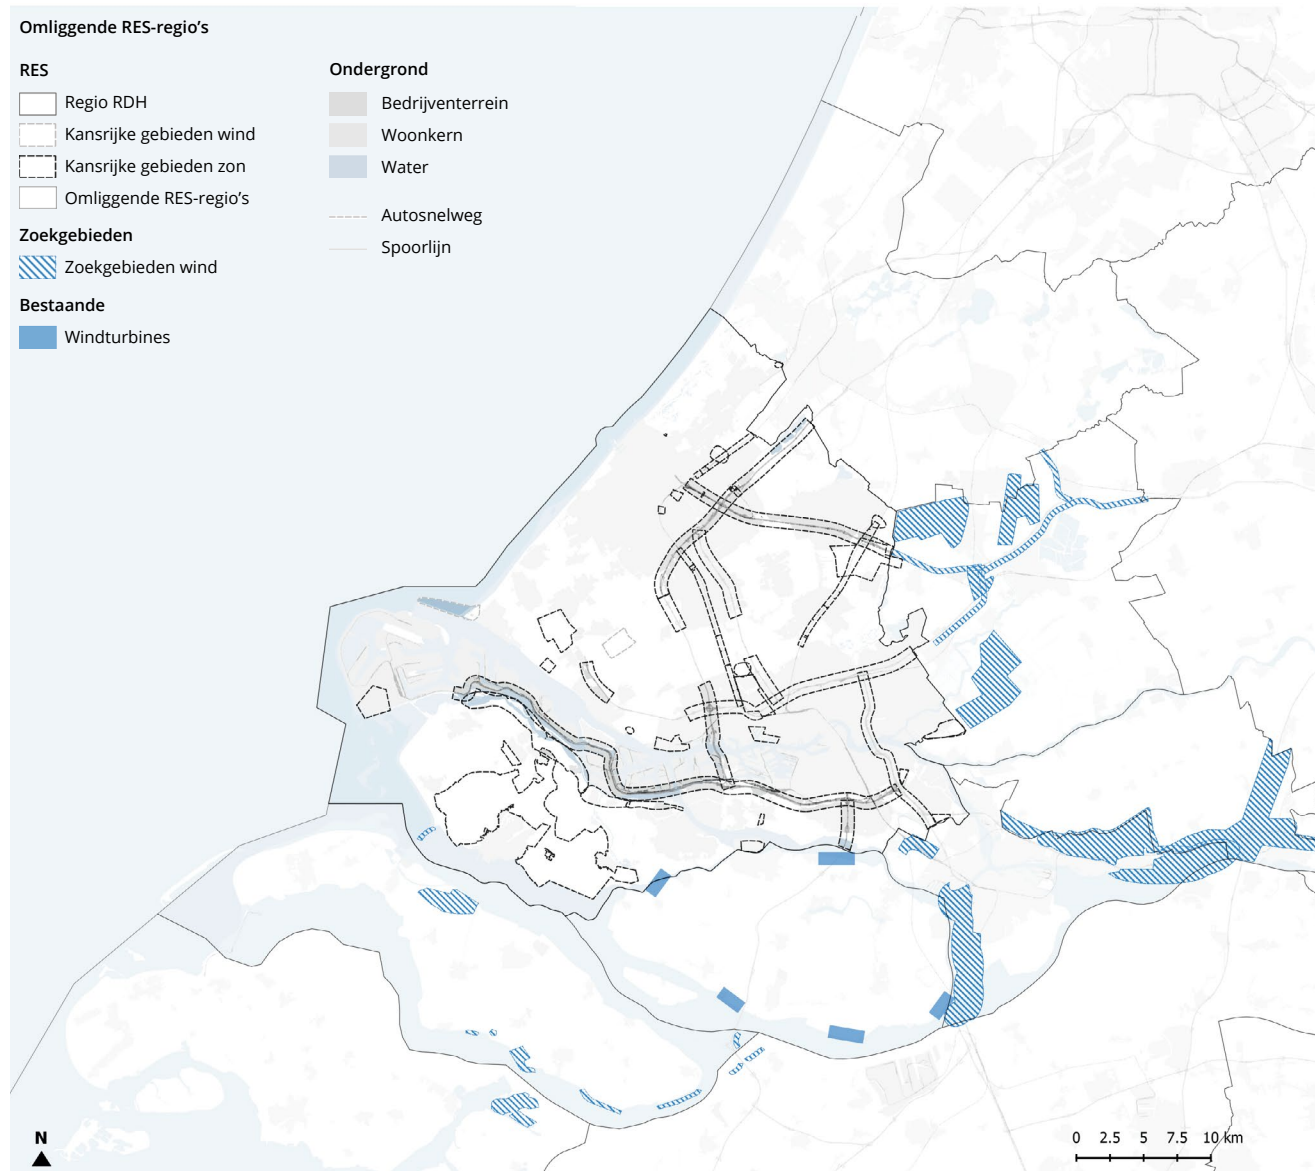 Omliggende RES-regio's
RES
Regio RDH
Kansrijke gebieden wind
Kansrijke gebieden zon
Omliggende RES-regio's
Zoekgebieden
Zoekgebieden wind
Bestaande
Windturbines
Ondergrond
Bedrijventerrein
Woonkern
Water
Autosnelweg
Spoorlijn
N
0 2.5 5 7.5 10 km